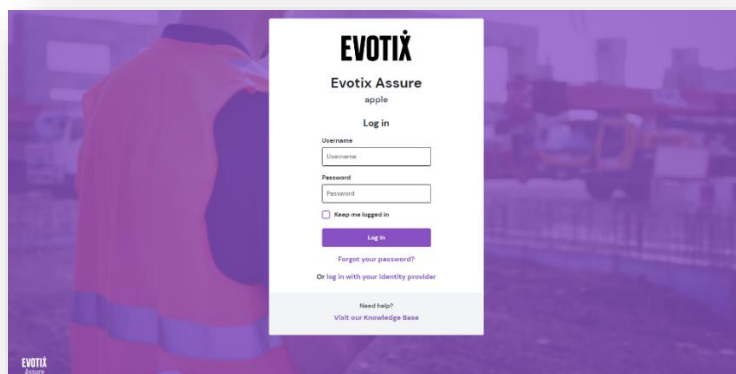 EVOTIX
Evotix Assure
apple
Log in
Username
Username
Password
Password
Keep me logged in
Log in
Forgot your password?
Or log in with your identity provider
Need help?
Visit our Knowledge Base
EVOTIX
Assure